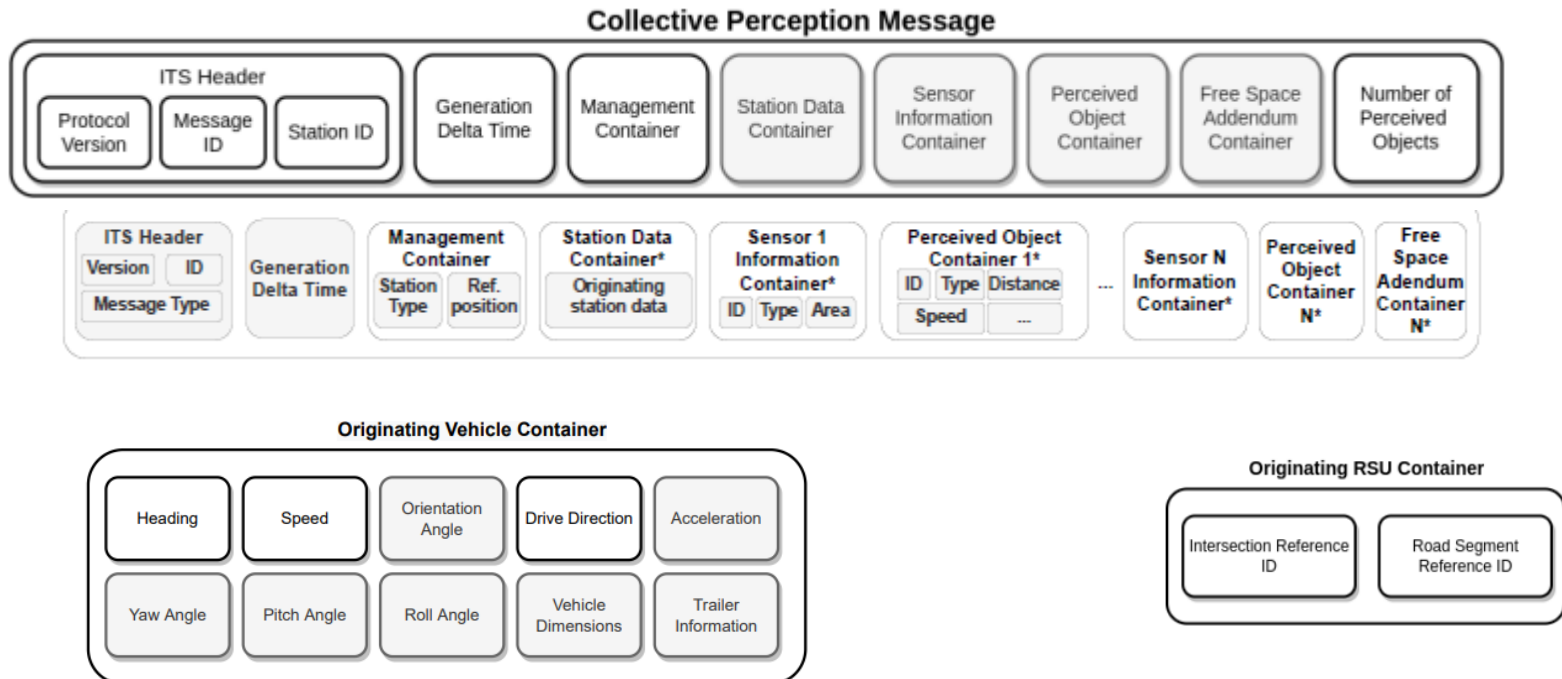 Collective Perception Message
ITS Header
Protocol
Version
Message
ID
Station ID
Generation
Delta Time
Management
Container
Station Data
Container
Sensor
Information
Container
Perceived
Object
Container
Free Space
Addendum
Container
Number of
Perceived
Objects
ITS Header
Version
ID
Message Type
Generation
Delta Time
Management
Container
Station
Type
Ref.
position
Station Data
Container*
Originating
station data
Sensor 1
Information
Container*
ID
Type
Area
Perceived Object
Container 1*
ID
Type
Distance
Speed
...
...
Sensor N
Information
Container*
Perceived
Object
Container
N*
Free
Space
Adendum
Container
N*
Originating Vehicle Container
Heading
Speed
Orientation
Angle
Drive Direction
Acceleration
Yaw Angle
Pitch Angle
Roll Angle
Vehicle
Dimensions
Trailer
Information
Originating RSU Container
Intersection Reference
ID
Road Segment
Reference ID